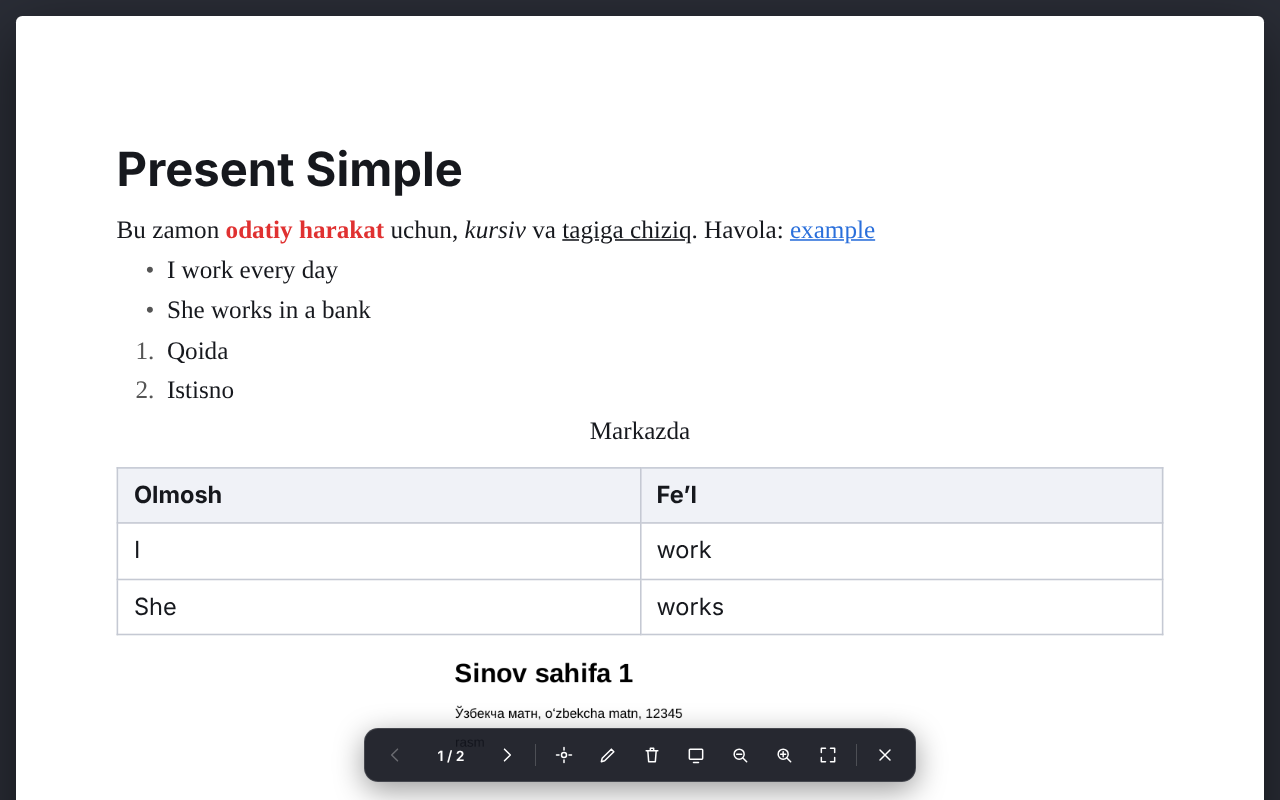 Present Simple
Bu zamon odatiy harakat uchun, kursiv va tagiga chiziq. Havola: example
• I work every day
• She works in a bank
1. Qoida
2. Istisno
Markazda
Olmosh Fe’l
I work
She works
Sinov sahifa 1
Ўзбекча матн, o‘zbekcha matn, 12345
rasm
1 / 2